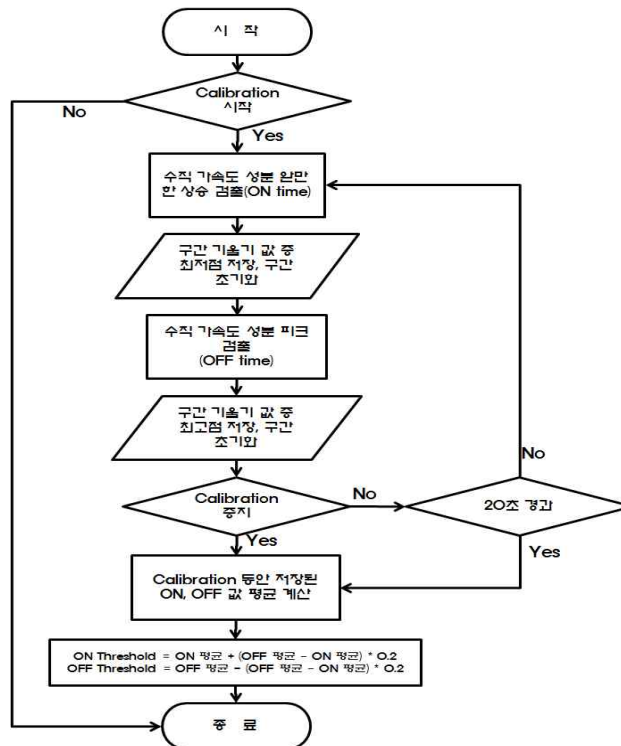 시 작
Calibration
시작
No
Yes
수직 가속도 성분 완만
한 상승 검출(ON time)
구간 기울기 값 중
최저점 저장, 구간
초기화
수직 가속도 성분 피크
검출
(OFF time)
구간 기울기 값 중
최고점 저장, 구간
초기화
No
Calibration
중지
No
20초 경과
Yes
Yes
Calibration 동안 저장된
ON, OFF 값 평균 계산
ON Threshold = ON 평균 + (OFF 평균 - ON 평균) * 0.2
OFF Threshold = OFF 평균 - (OFF 평균 - ON 평균) * 0.2
종 료